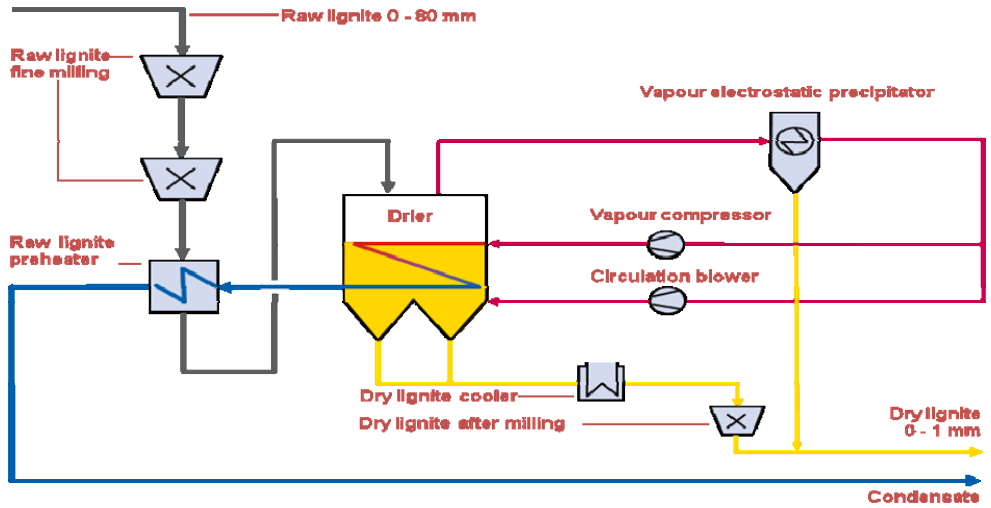 Raw lignite 0 - 80 mm
Raw lignite
fine milling
Vapour electrostatic precipitator
Drier
Vapour compressor
Raw lignite
preheater
Circulation blower
Dry lignite cooler
Dry lignite after milling
Dry lignite
0 - 1 mm
Condensate